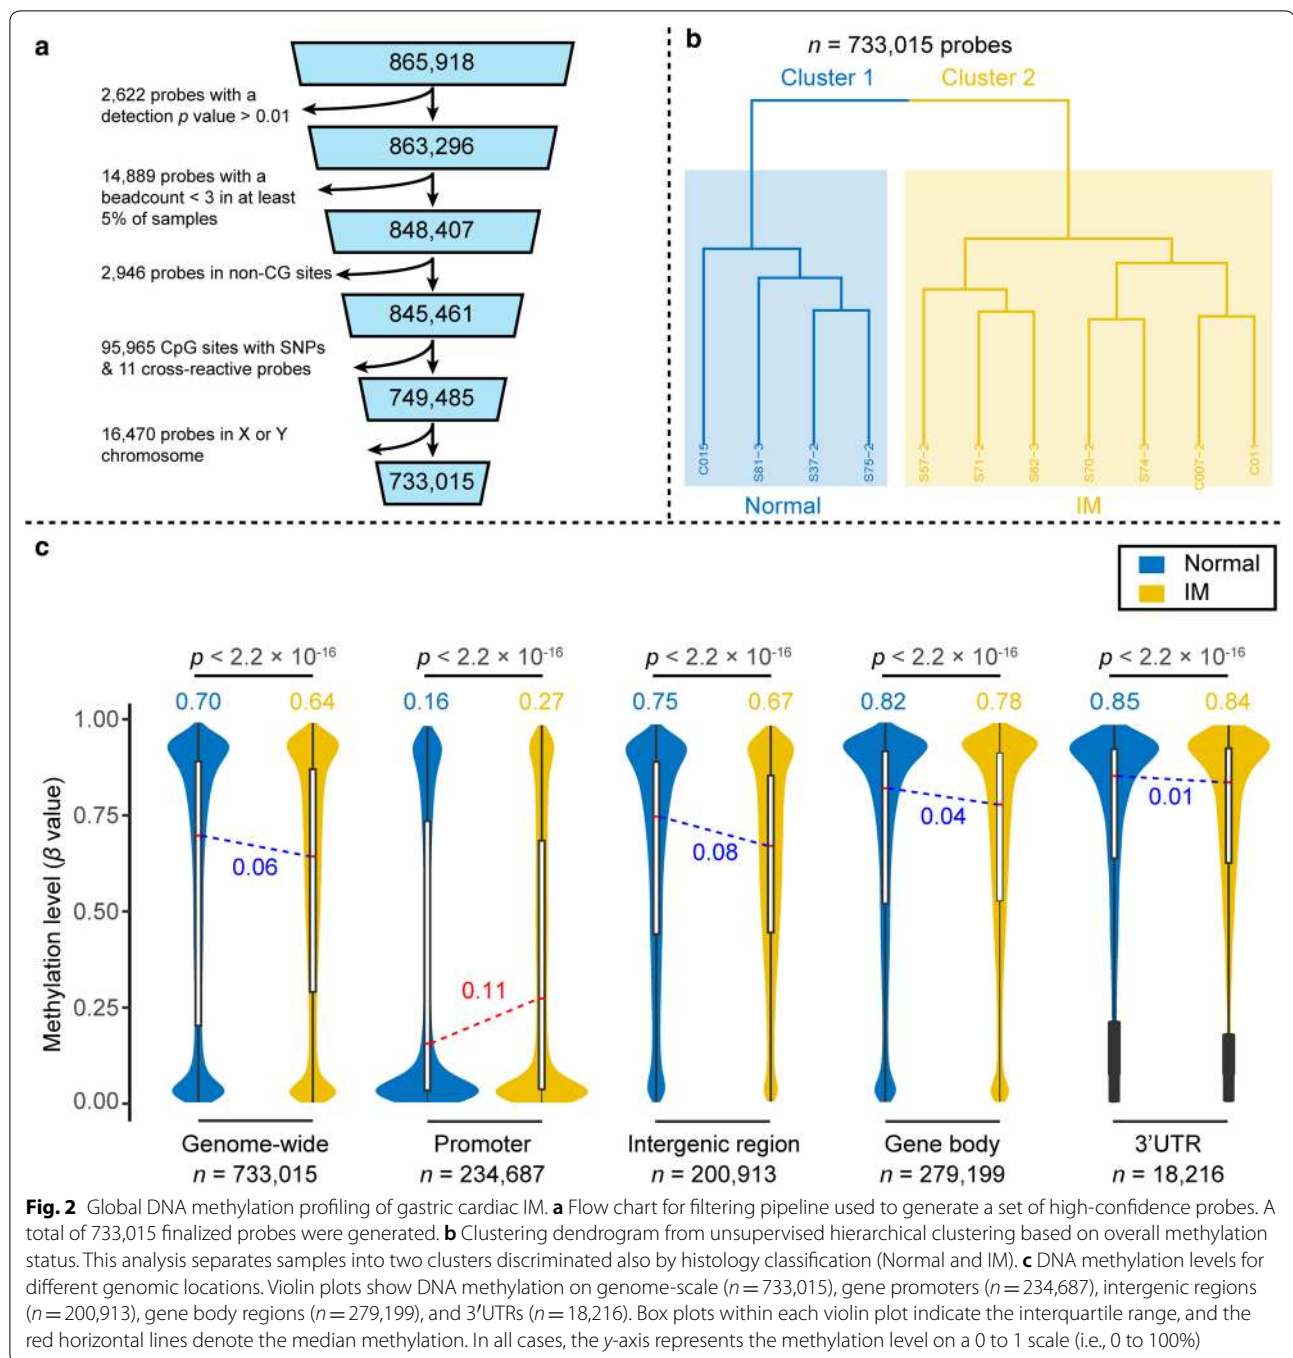 a
865,918
2,622 probes with a
detection p value > 0.01
863,296
14,889 probes with a
beadcount < 3 in at least
5% of samples
848,407
2,946 probes in non-CG sites
845,461
95,965 CpG sites with SNPs
& 11 cross-reactive probes
749,485
16,470 probes in X or Y
chromosome
733,015
b
n = 733,015 probes
Cluster 1 Cluster 2
C015 S81-3 S37-2 S75-2 S67-2 S71-2 S62-3 S70-2 S74-3 C007-2 C011
Normal IM
c
Normal
IM
p < 2.2 × 10-16 p < 2.2 × 10-16 p < 2.2 × 10-16 p < 2.2 × 10-16 p < 2.2 × 10-16
0.70 0.64 0.16 0.27 0.75 0.67 0.82 0.78 0.85 0.84
Methylation level (β value)
1.00
0.75
0.50
0.25
0.00
0.06 0.11 0.08 0.04 0.01
Genome-wide Promoter Intergenic region Gene body 3’UTR
n = 733,015 n = 234,687 n = 200,913 n = 279,199 n = 18,216
Fig. 2 Global DNA methylation profiling of gastric cardiac IM. a Flow chart for filtering pipeline used to generate a set of high-confidence probes. A
total of 733,015 finalized probes were generated. b Clustering dendrogram from unsupervised hierarchical clustering based on overall methylation
status. This analysis separates samples into two clusters discriminated also by histology classification (Normal and IM). c DNA methylation levels for
different genomic locations. Violin plots show DNA methylation on genome-scale (n = 733,015), gene promoters (n = 234,687), intergenic regions
(n = 200,913), gene body regions (n = 279,199), and 3′UTRs (n = 18,216). Box plots within each violin plot indicate the interquartile range, and the
red horizontal lines denote the median methylation. In all cases, the y-axis represents the methylation level on a 0 to 1 scale (i.e., 0 to 100%)